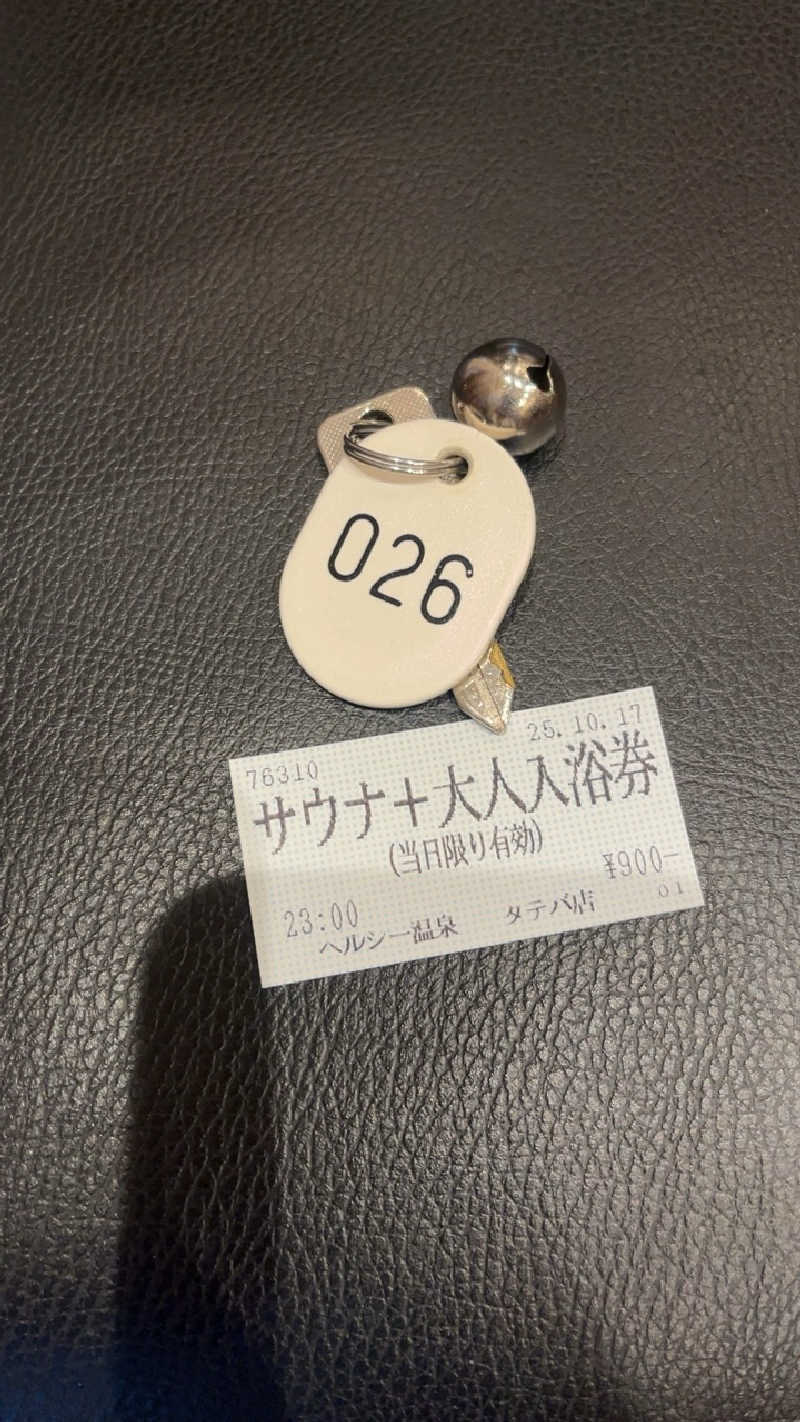 026
25.10.17
76310
サウナ+大人入浴券
(当日限り有効)
¥900-
01
23:00
ヘルシー温泉 タテバ店